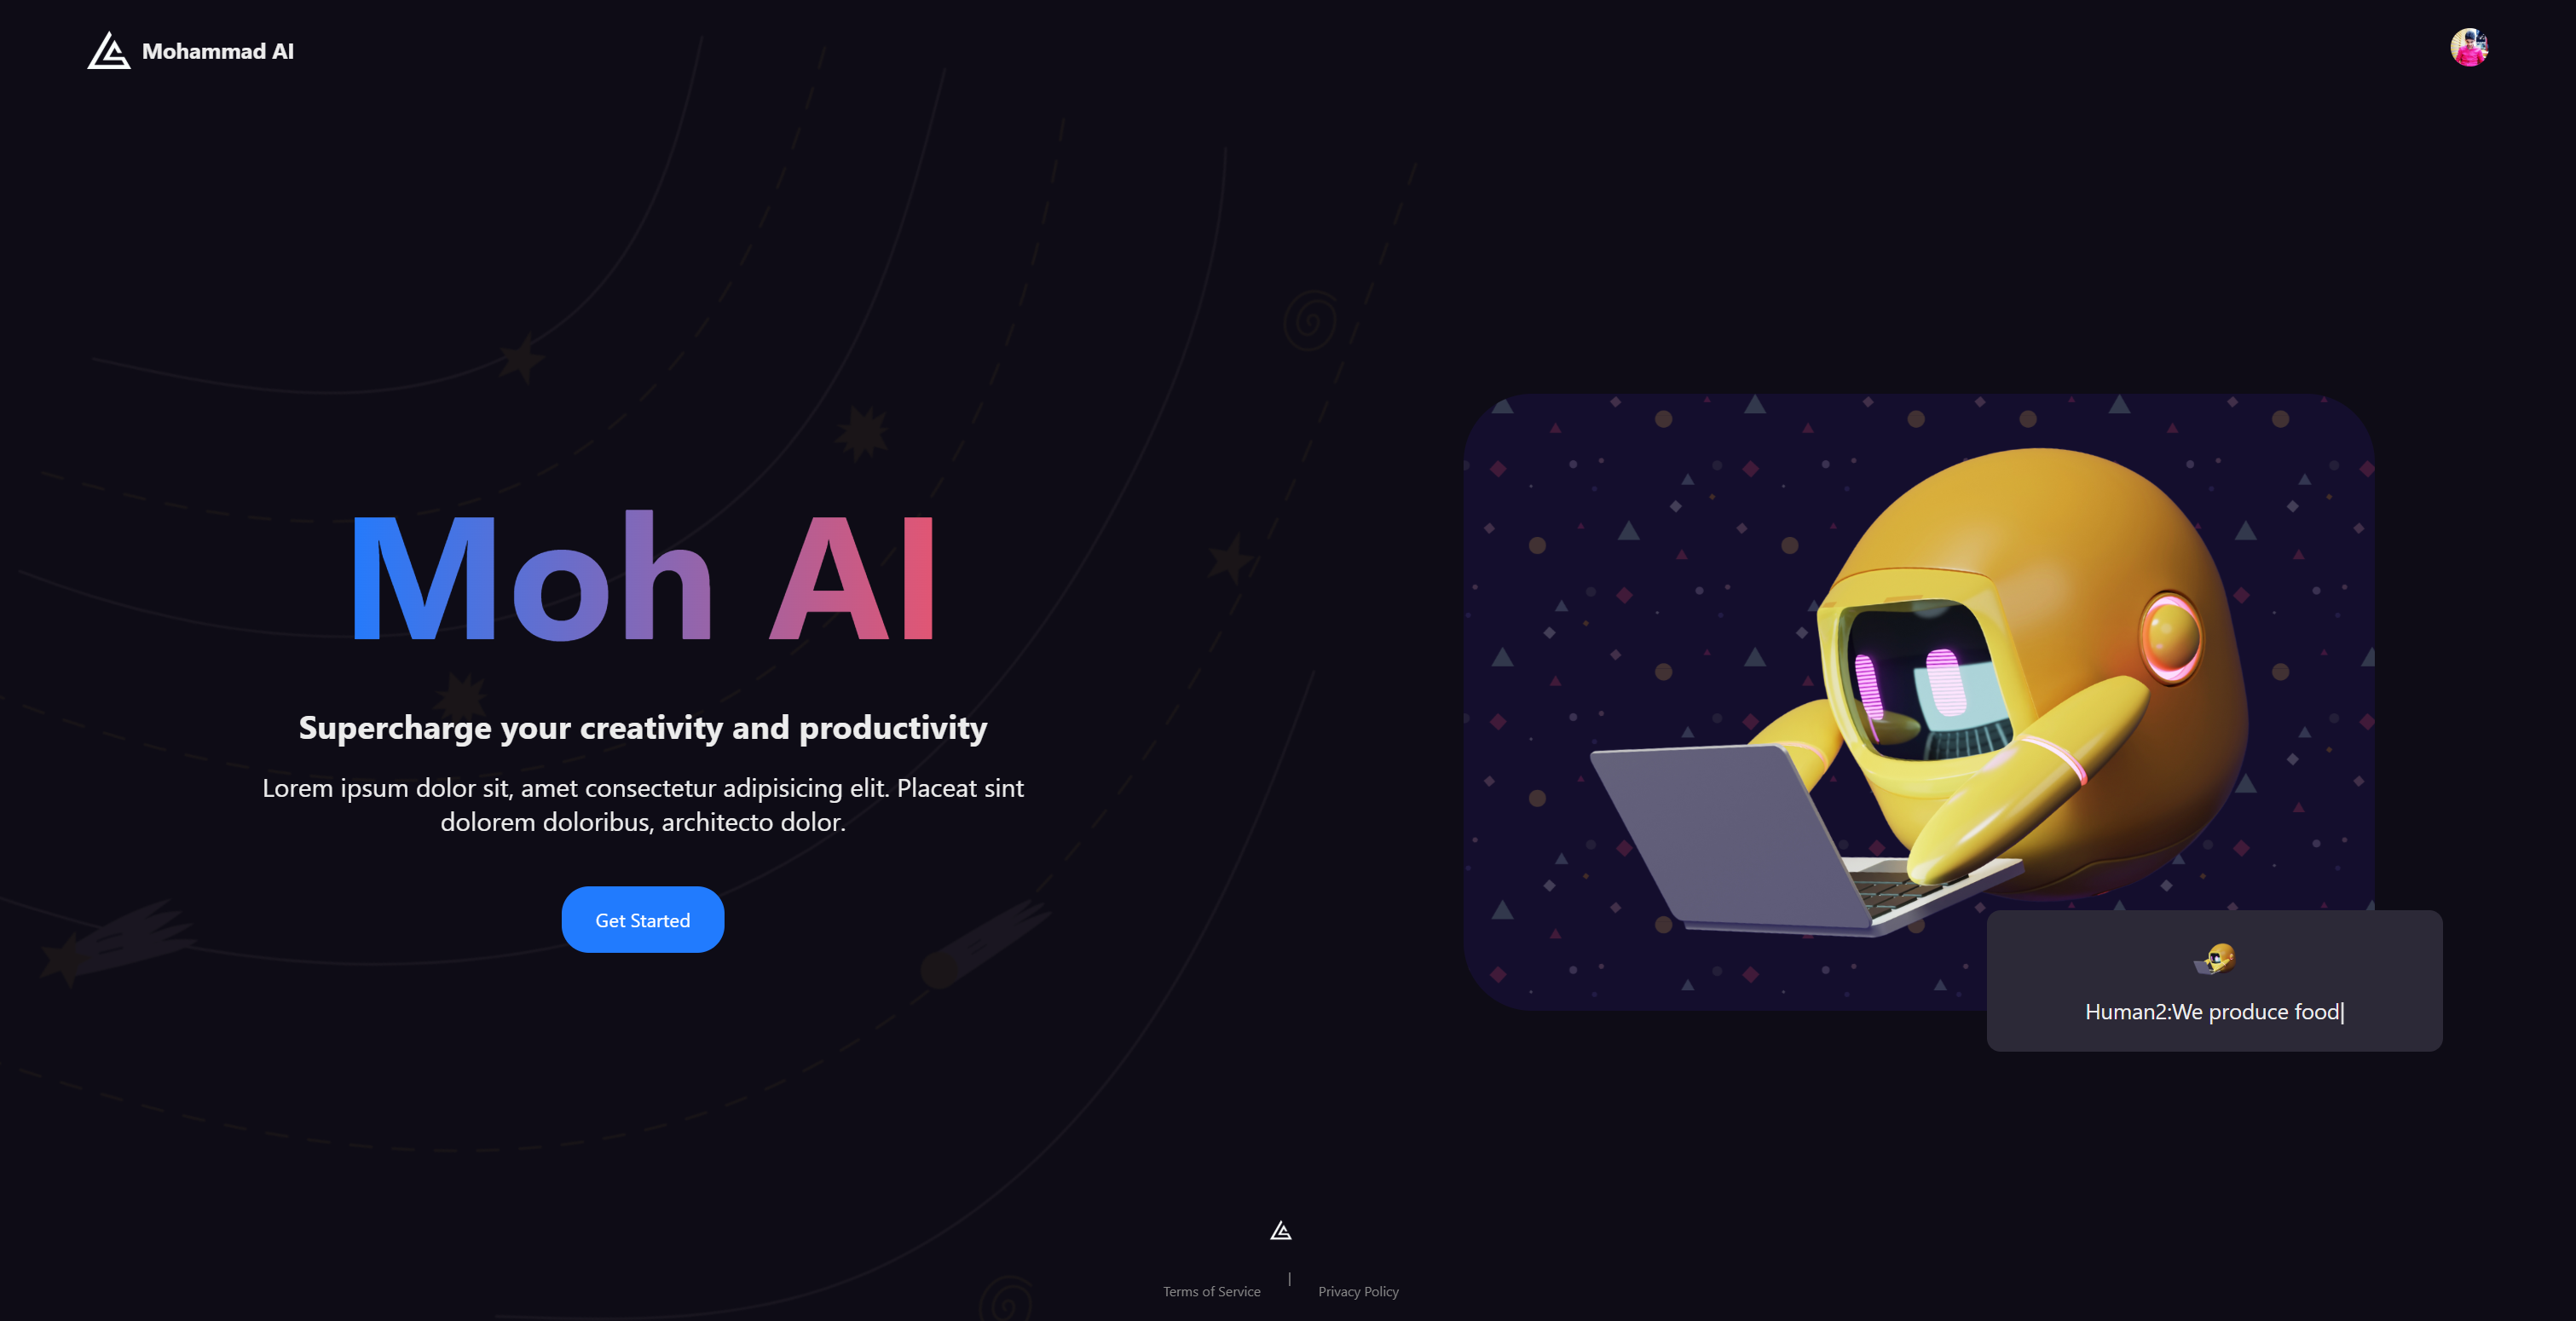 Mohammad AI
Moh AI
Supercharge your creativity and productivity
Lorem ipsum dolor sit, amet consectetur adipisicing elit. Placeat sint
dolorem doloribus, architecto dolor.
Get Started
Human2:We produce food|
Terms of Service | Privacy Policy